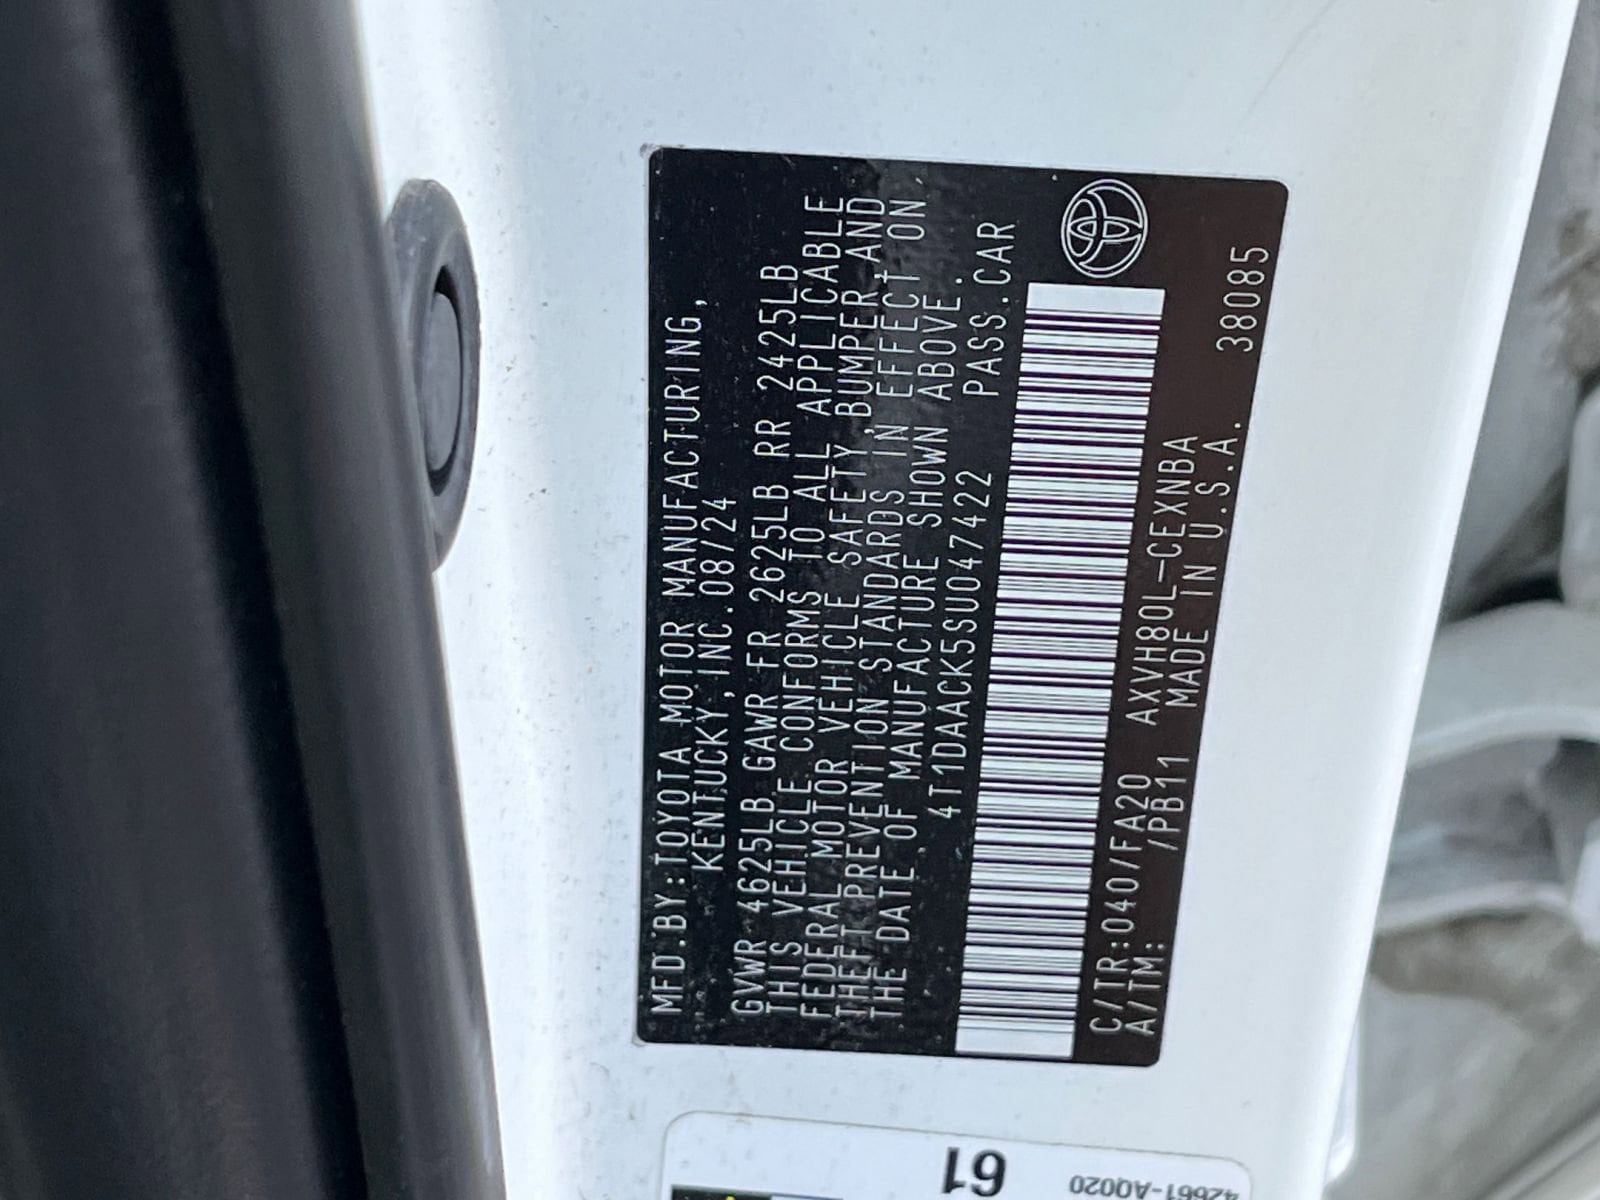 MFD.BY:TOYOTA MOTOR MANUFACTURING,
KENTUCKY,INC.08/24
GVWR 4625LB GAWR FR 2625LB RR 2425LB
THIS VEHICLE CONFORMS TO ALL APPLICABLE
FEDERAL MOTOR VEHICLE SAFETY,BUMPER,AND
THEFT PREVENTION STANDARDS IN EFFECT ON
THE DATE OF MANUFACTURE SHOWN ABOVE.
4T1DAACK5SU047422 PASS.CAR
C/TR:040/FA20 AXVH80L-CEXNBA
A/TM: /PB11 MADE IN U.S.A. 38085
61
42661-AQ020